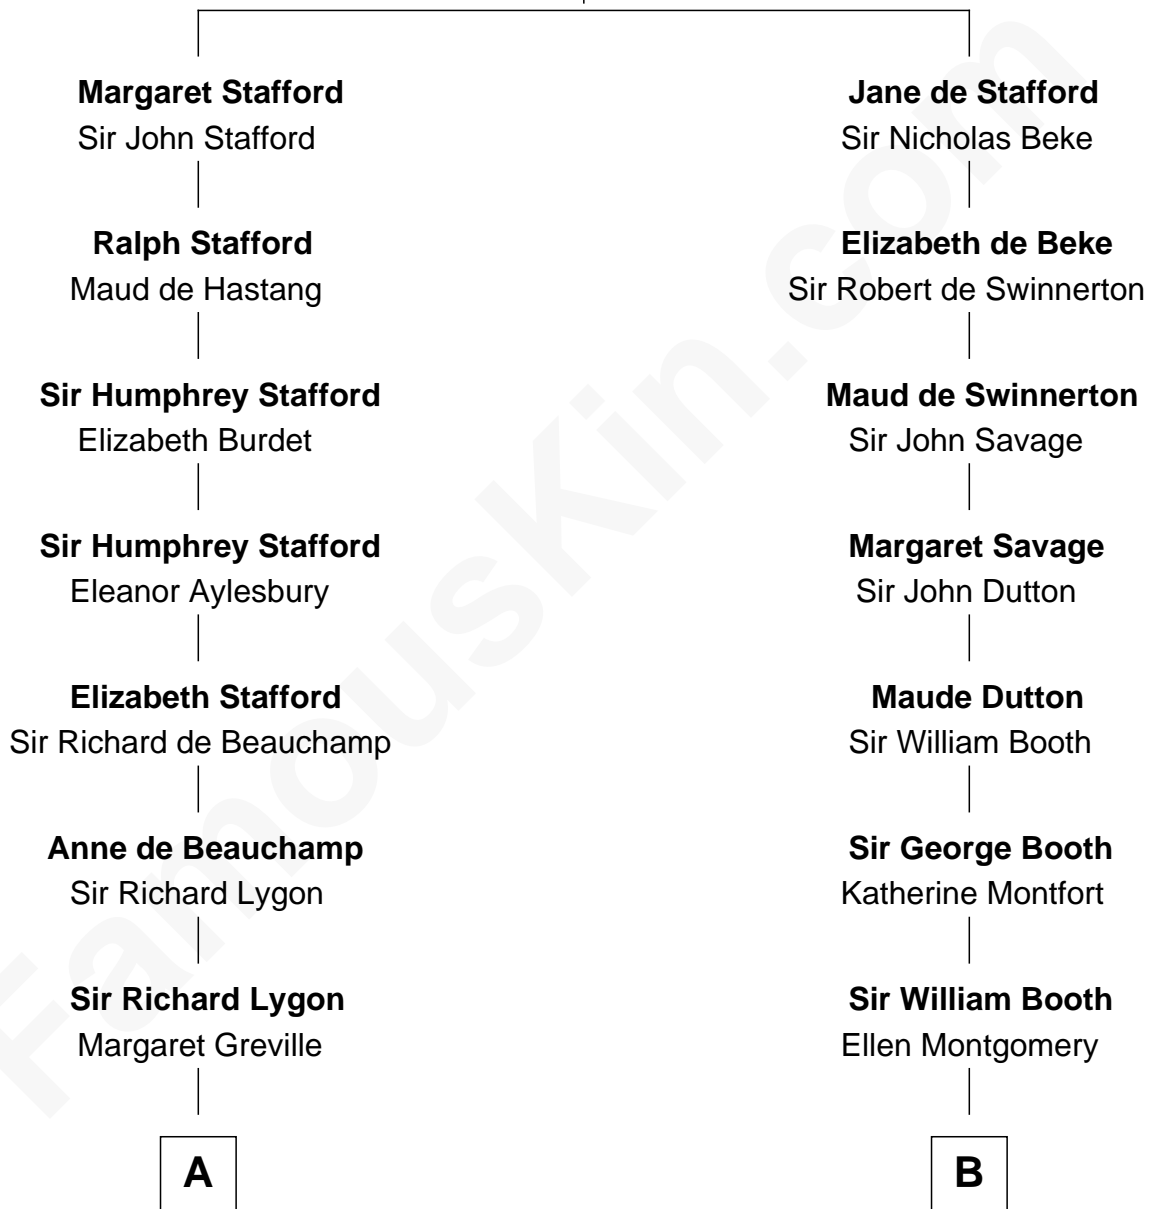 Margaret Stafford
Sir John Stafford
Ralph Stafford
Maud de Hastang
Sir Humphrey Stafford
Elizabeth Burdet
Sir Humphrey Stafford
Eleanor Aylesbury
Elizabeth Stafford
Sir Richard de Beauchamp
Anne de Beauchamp
Sir Richard Lygon
Sir Richard Lygon
Margaret Greville
A
Jane de Stafford
Sir Nicholas Beke
Elizabeth de Beke
Sir Robert de Swinnerton
Maud de Swinnerton
Sir John Savage
Margaret Savage
Sir John Dutton
Maude Dutton
Sir William Booth
Sir George Booth
Katherine Montfort
Sir William Booth
Ellen Montgomery
B
FamousKin.com